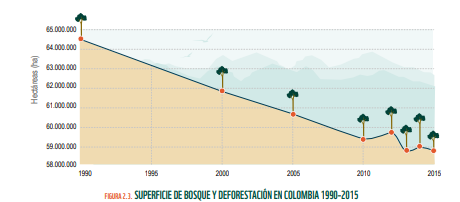 Hectáreas (ha)
65.000.000
64.000.000
63.000.000
62.000.000
61.000.000
60.000.000
59.000.000
58.000.000
1990 1995 2000 2005 2010 2015
FIGURA 2.3. SUPERFICIE DE BOSQUE Y DEFORESTACIÓN EN COLOMBIA 1990-2015